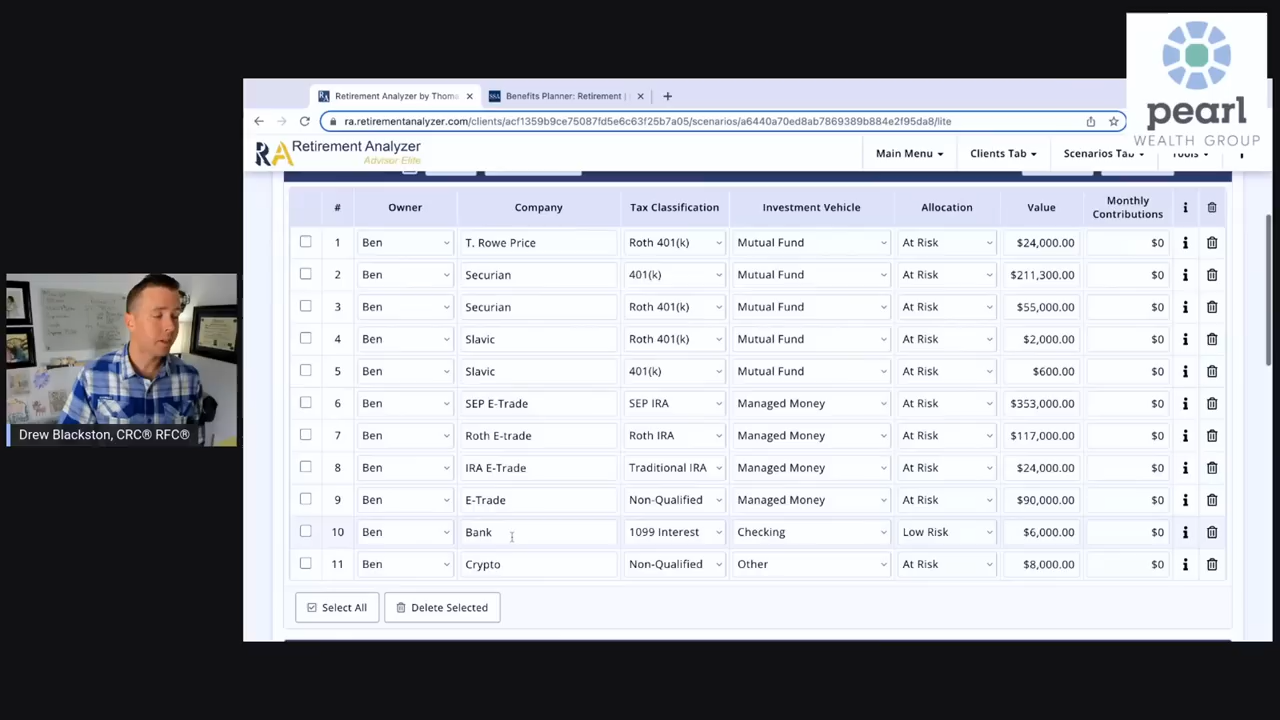 pearl
WEALTH GROUP
Retirement Analyzer by Thoma
Benefits Planner: Retirement |
ra.retirementanalyzer.com/clients/acf1359b9ce75087fd5e6c63f25b7a05/scenarios/a6440a70ed8ab7869389b884e2f95da8/lite
RA Retirement Analyzer
Advisor Elite
Main Menu Clients Tab Scenarios Tab Tools
# Owner Company Tax Classification Investment Vehicle Allocation Value Monthly Contributions
1 Ben T. Rowe Price Roth 401(k) Mutual Fund At Risk $24,000.00 $0
2 Ben Securian 401(k) Mutual Fund At Risk $211,300.00 $0
3 Ben Securian Roth 401(k) Mutual Fund At Risk $55,000.00 $0
4 Ben Slavic Roth 401(k) Mutual Fund At Risk $2,000.00 $0
5 Ben Slavic 401(k) Mutual Fund At Risk $600.00 $0
6 Ben SEP E-Trade SEP IRA Managed Money At Risk $353,000.00 $0
7 Ben Roth E-trade Roth IRA Managed Money At Risk $117,000.00 $0
8 Ben IRA E-Trade Traditional IRA Managed Money At Risk $24,000.00 $0
9 Ben E-Trade Non-Qualified Managed Money At Risk $90,000.00 $0
10 Ben Bank 1099 Interest Checking Low Risk $6,000.00 $0
11 Ben Crypto Non-Qualified Other At Risk $8,000.00 $0
Select All Delete Selected
Drew Blackston, CRC® RFC®